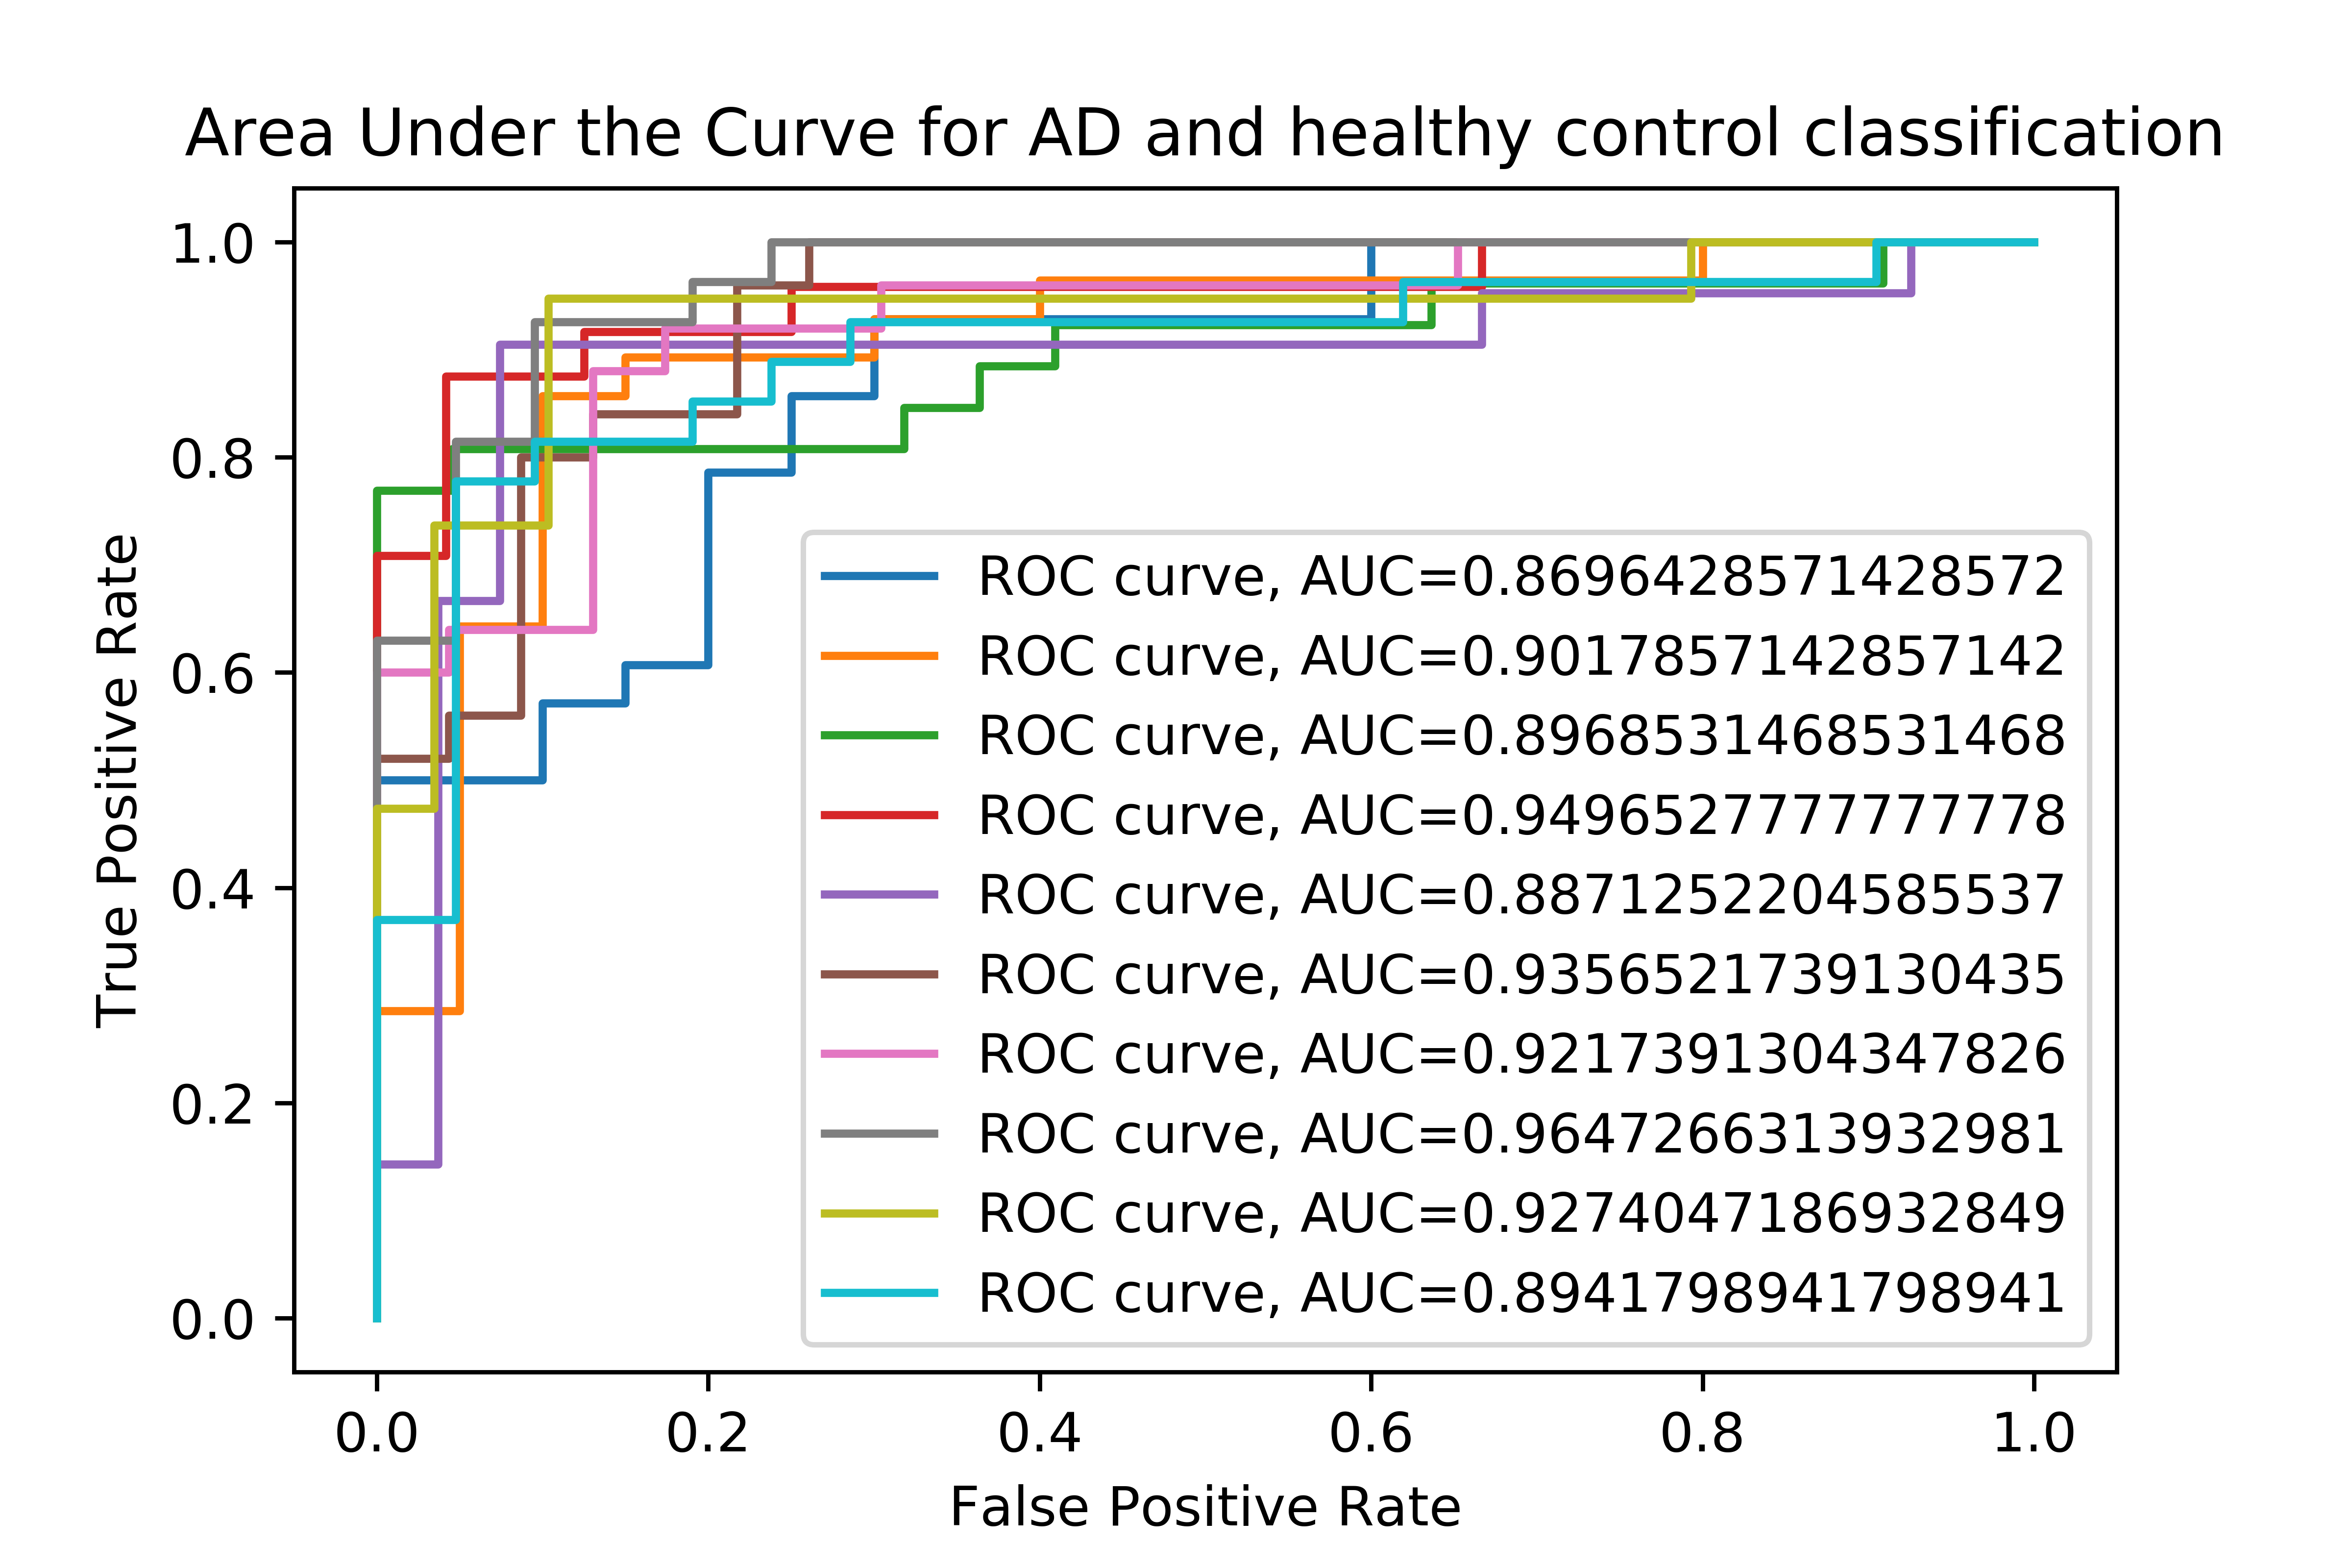 Area Under the Curve for AD and healthy control classification
1.0
0.8
0.6
0.4
0.2
0.0
True Positive Rate
ROC curve, AUC=0.8696428571428572
ROC curve, AUC=0.9017857142857142
ROC curve, AUC=0.8968531468531468
ROC curve, AUC=0.9496527777777778
ROC curve, AUC=0.8871252204585537
ROC curve, AUC=0.9356521739130435
ROC curve, AUC=0.9217391304347826
ROC curve, AUC=0.9647266313932981
ROC curve, AUC=0.9274047186932849
ROC curve, AUC=0.8941798941798941
0.0 0.2 0.4 0.6 0.8 1.0
False Positive Rate